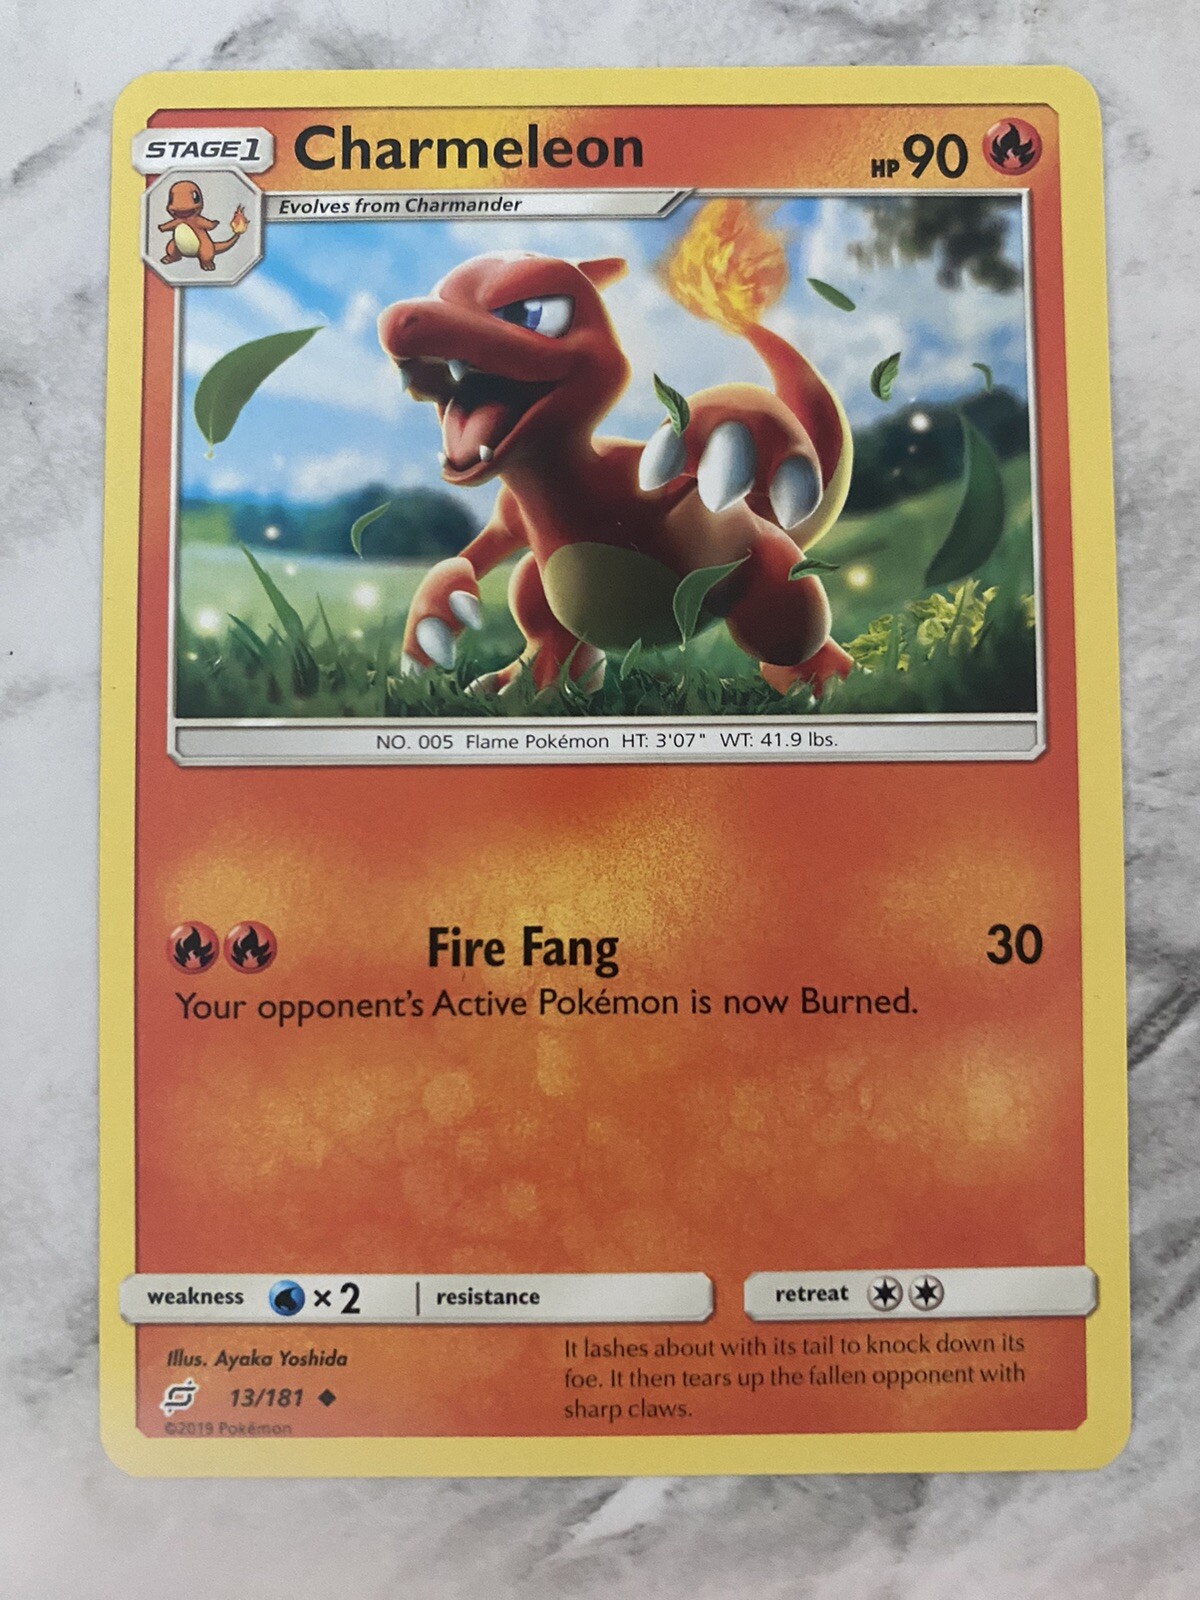 STAGE1 Charmeleon HP 90
Evolves from Charmander
NO. 005 Flame Pokémon HT: 3'07" WT: 41.9 lbs.
Fire Fang 30
Your opponent's Active Pokémon is now Burned.
weakness ×2 resistance retreat
It lashes about with its tail to knock down its
foe. It then tears up the fallen opponent with
sharp claws.
Illus. Ayaka Yoshida
13/181
©2019 Pokémon